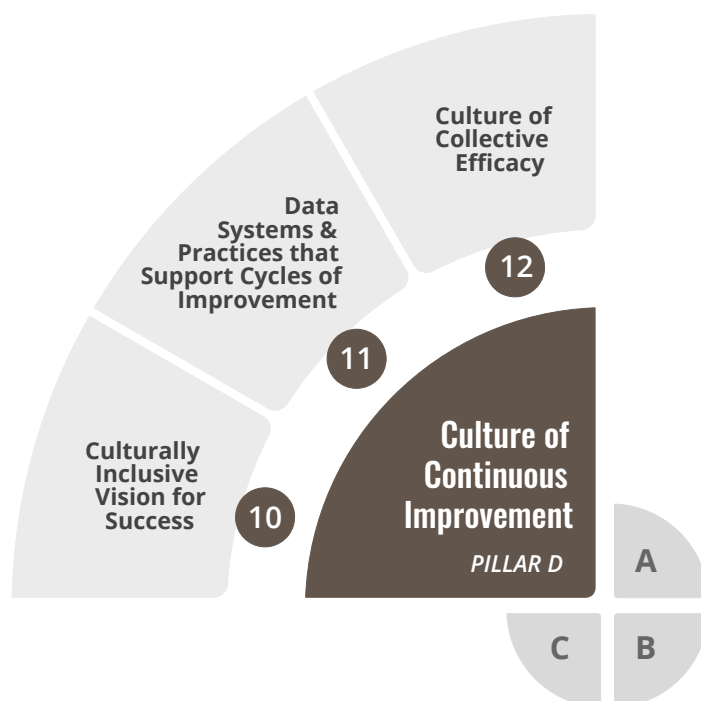 Culture of
Collective
Efficacy
12
Data
Systems &
Practices that
Support Cycles of
Improvement
11
Culturally
Inclusive
Vision for
Success
10
Culture of
Continuous
Improvement
PILLAR D
A
C
B